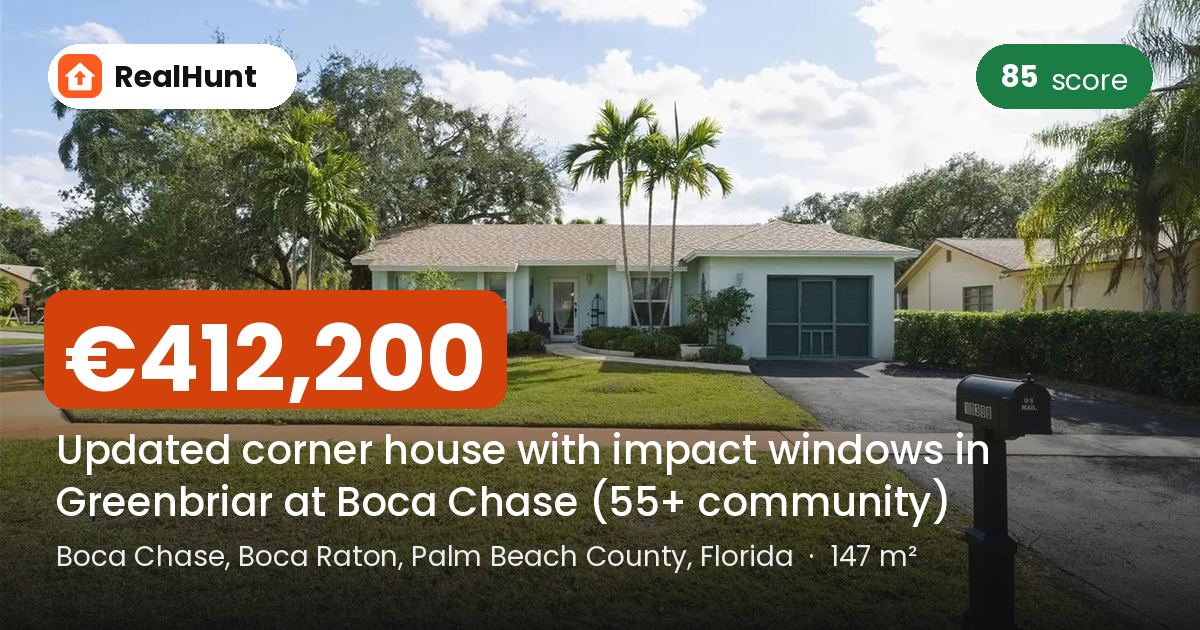 RealHunt
85 score
€412,200
Updated corner house with impact windows in
Greenbriar at Boca Chase (55+ community)
Boca Chase, Boca Raton, Palm Beach County, Florida · 147 m²
U S
MAIL